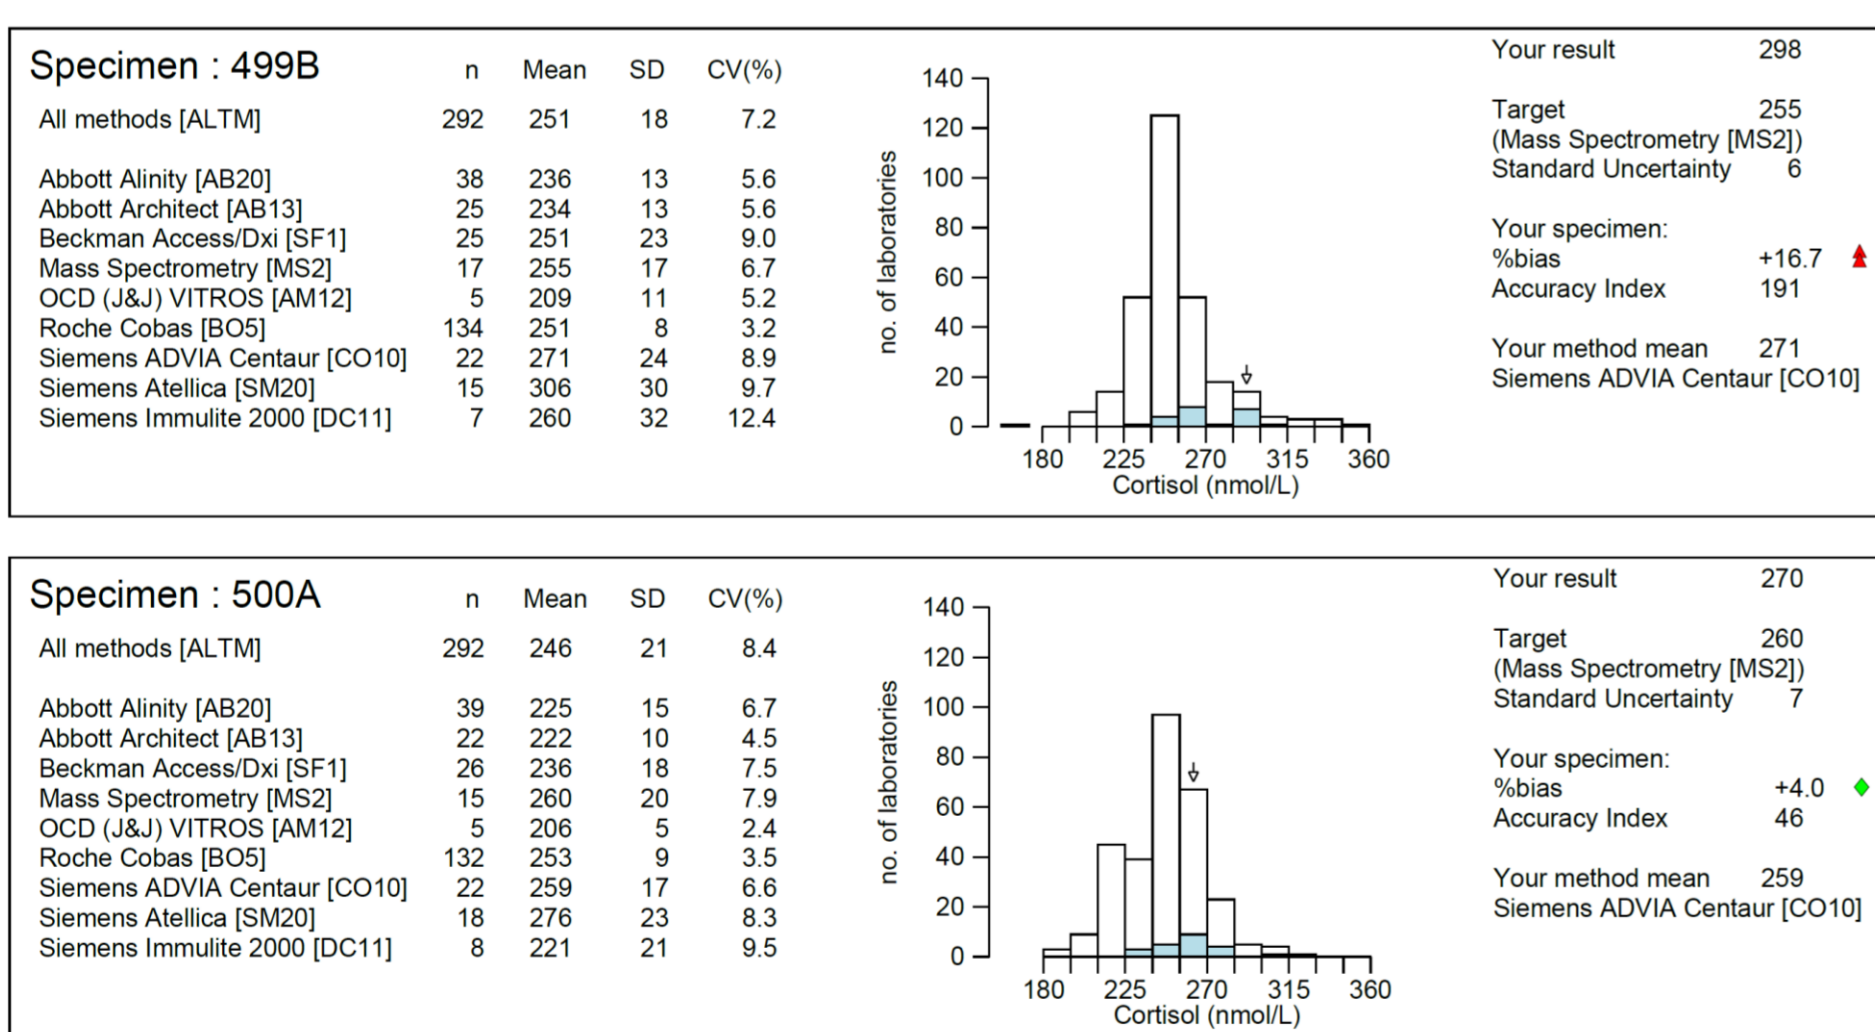 Specimen : 499B n Mean SD CV(%)
All methods [ALTM] 292 251 18 7.2
Abbott Alinity [AB20] 38 236 13 5.6
Abbott Architect [AB13] 25 234 13 5.6
Beckman Access/Dxi [SF1] 25 251 23 9.0
Mass Spectrometry [MS2] 17 255 17 6.7
OCD (J&J) VITROS [AM12] 5 209 11 5.2
Roche Cobas [BO5] 134 251 8 3.2
Siemens ADVIA Centaur [CO10] 22 271 24 8.9
Siemens Atellica [SM20] 15 306 30 9.7
Siemens Immulite 2000 [DC11] 7 260 32 12.4
no. of laboratories
140
120
100
80
60
40
20
0
180 225 270 315 360
Cortisol (nmol/L)
Your result 298
Target 255
(Mass Spectrometry [MS2])
Standard Uncertainty 6
Your specimen:
%bias +16.7
Accuracy Index 191
Your method mean 271
Siemens ADVIA Centaur [CO10]
Specimen : 500A n Mean SD CV(%)
All methods [ALTM] 292 246 21 8.4
Abbott Alinity [AB20] 39 225 15 6.7
Abbott Architect [AB13] 22 222 10 4.5
Beckman Access/Dxi [SF1] 26 236 18 7.5
Mass Spectrometry [MS2] 15 260 20 7.9
OCD (J&J) VITROS [AM12] 5 206 5 2.4
Roche Cobas [BO5] 132 253 9 3.5
Siemens ADVIA Centaur [CO10] 22 259 17 6.6
Siemens Atellica [SM20] 18 276 23 8.3
Siemens Immulite 2000 [DC11] 8 221 21 9.5
no. of laboratories
140
120
100
80
60
40
20
0
180 225 270 315 360
Cortisol (nmol/L)
Your result 270
Target 260
(Mass Spectrometry [MS2])
Standard Uncertainty 7
Your specimen:
%bias +4.0
Accuracy Index 46
Your method mean 259
Siemens ADVIA Centaur [CO10]